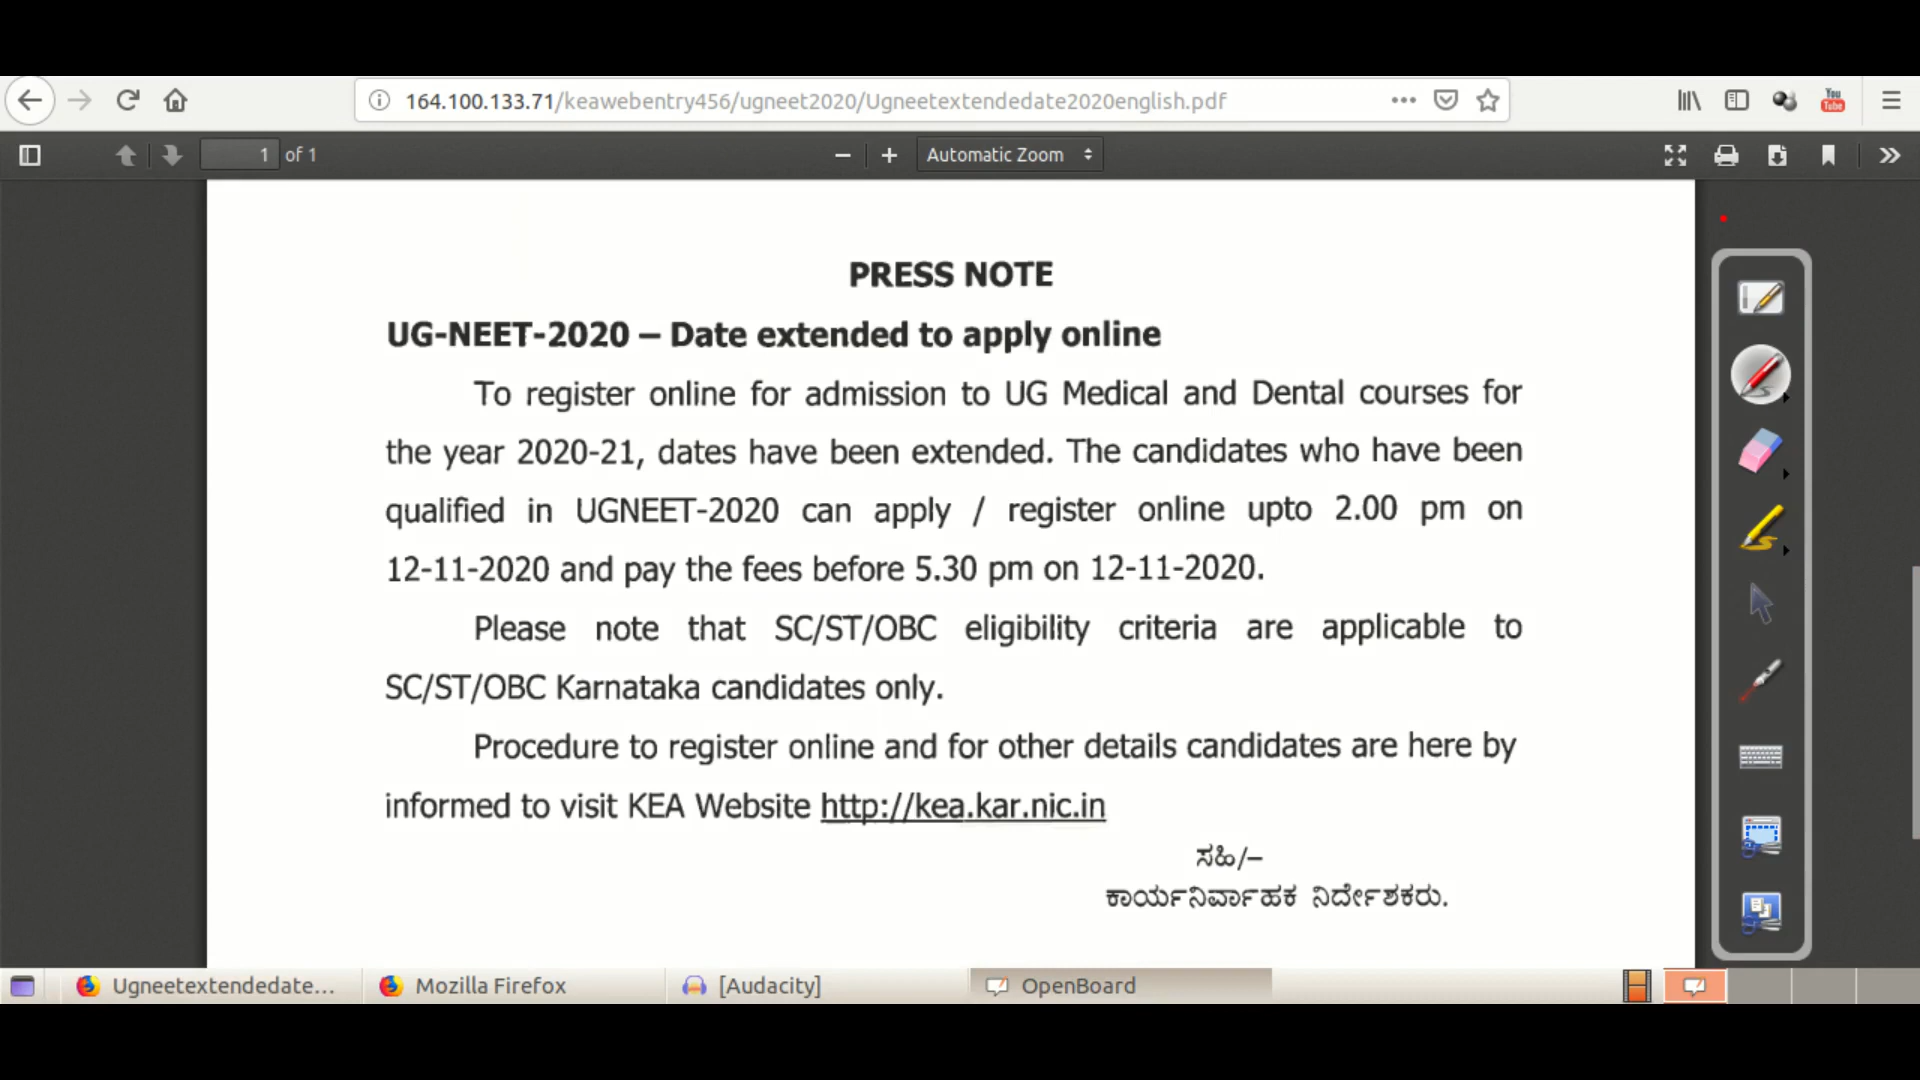 164.100.133.71/keawebentry456/ugneet2020/Ugneetextendedate2020english.pdf
You
Tube
1 of 1
Automatic Zoom
PRESS NOTE
UG-NEET-2020 – Date extended to apply online
To register online for admission to UG Medical and Dental courses for
the year 2020-21, dates have been extended. The candidates who have been
qualified in UGNEET-2020 can apply / register online upto 2.00 pm on
12-11-2020 and pay the fees before 5.30 pm on 12-11-2020.
Please note that SC/ST/OBC eligibility criteria are applicable to
SC/ST/OBC Karnataka candidates only.
Procedure to register online and for other details candidates are here by
informed to visit KEA Website http://kea.kar.nic.in
ಸಹಿ/–
ಕಾರ್ಯನಿರ್ವಾಹಕ ನಿರ್ದೇಶಕರು.
Ugneetextendedate... Mozilla Firefox [Audacity] OpenBoard